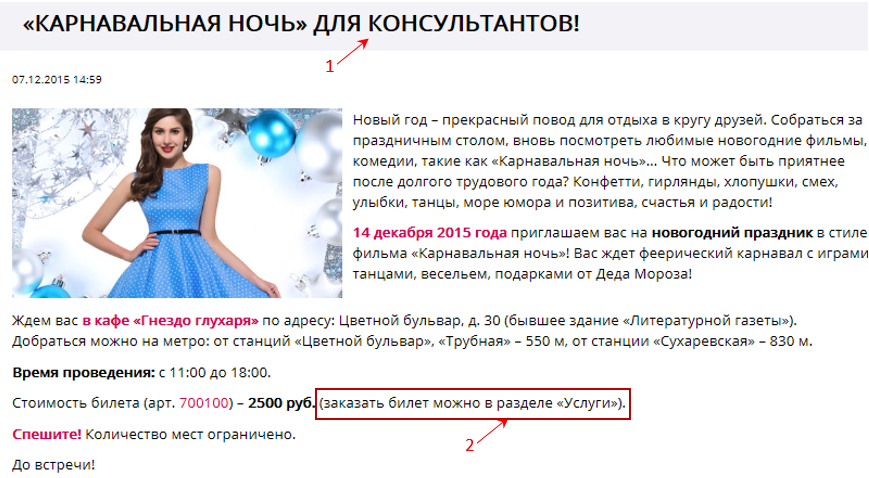 «КАРНАВАЛЬНАЯ НОЧЬ» ДЛЯ КОНСУЛЬТАНТОВ!
1
07.12.2015 14:59
Новый год – прекрасный повод для отдыха в кругу друзей. Собраться за
праздничным столом, вновь посмотреть любимые новогодние фильмы,
комедии, такие как «Карнавальная ночь»... Что может быть приятнее
после долгого трудового года? Конфетти, гирлянды, хлопушки, смех,
улыбки, танцы, море юмора и позитива, счастья и радости!
14 декабря 2015 года приглашаем вас на новогодний праздник в стиле
фильма «Карнавальная ночь»! Вас ждет феерический карнавал с играми
танцами, весельем, подарками от Деда Мороза!
Ждем вас в кафе «Гнездо глухаря» по адресу: Цветной бульвар, д. 30 (бывшее здание «Литературной газеты»).
Добраться можно на метро: от станций «Цветной бульвар», «Трубная» – 550 м, от станции «Сухаревская» – 830 м.
Время проведения: с 11:00 до 18:00.
Стоимость билета (арт. 700100) – 2500 руб. (заказать билет можно в разделе «Услуги»).
Спешите! Количество мест ограничено.
2
До встречи!